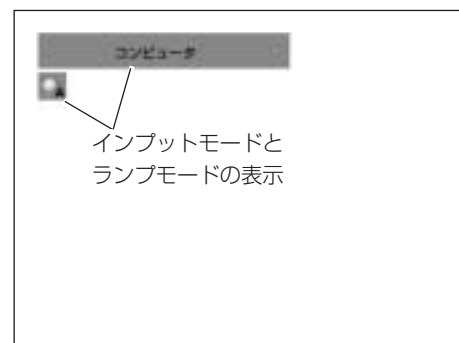 コンピュータ
インプットモードと
ランプモードの表示